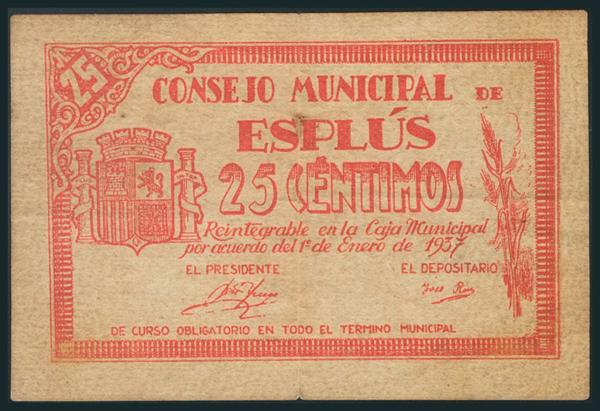 25
CONSEJO MUNICIPAL DE
ESPLÚS
25 CÉNTIMOS
Reintegrable en la Caja Municipal
por acuerdo del 1º de Enero de 1937
EL PRESIDENTE EL DEPOSITARIO
DE CURSO OBLIGATORIO EN TODO EL TERMINO MUNICIPAL